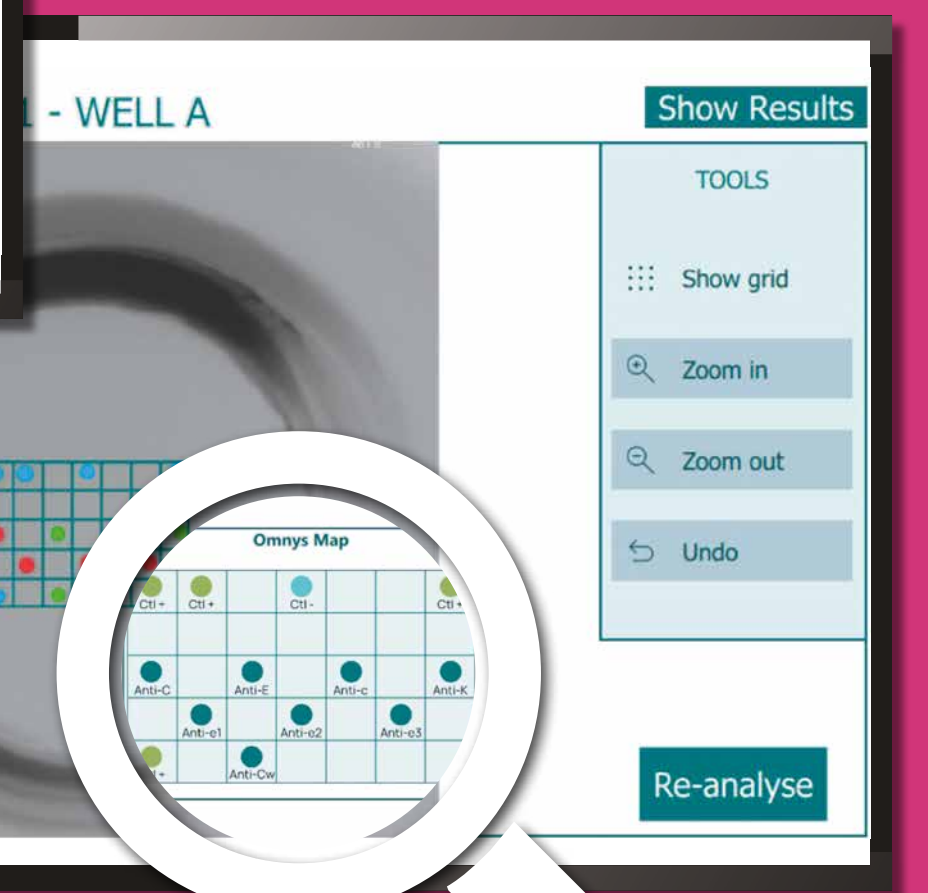 - WELL A
Show Results
TOOLS
Show grid
Zoom in
Zoom out
Undo
Omnys Map
Ctl + Ctl + Ctl - Ctl +
Anti-C Anti-E Anti-c Anti-K
Anti-e1 Anti-e2 Anti-e3
Anti-Cw
Re-analyse